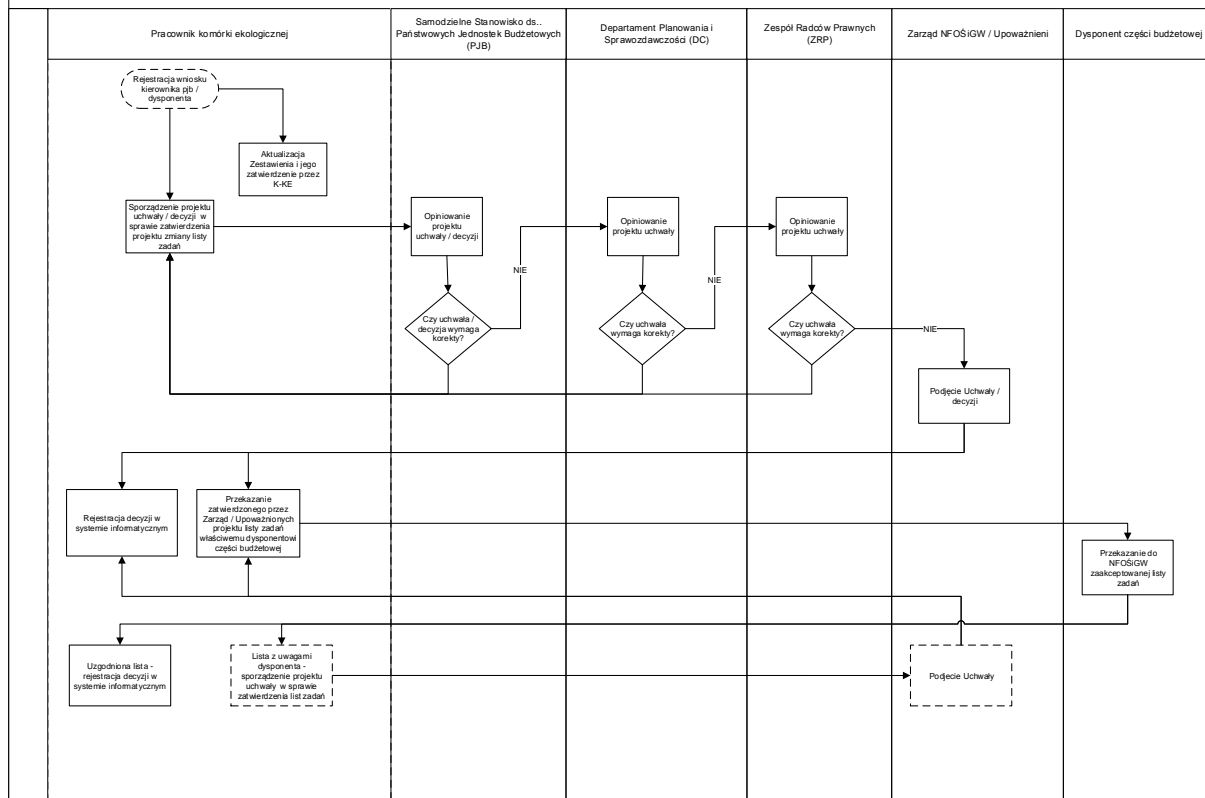 Pracownik komórki ekologicznej
Samodzielne Stanowisko ds..
Państwowych Jednostek Budżetowych
(PJB)
Departament Planowania i
Sprawozdawczości (DC)
Zespół Radców Prawnych
(ZRP)
Zarząd NFOŚiGW / Upoważnieni
Dysponent części budżetowej
Rejestracja wniosku
kierownika pjb /
dysponenta
Aktualizacja
Zestawienia i jego
zatwierdzenie przez
K-KE
Sporządzenie projektu
uchwały / decyzji w
sprawie zatwierdzenia
projektu zmiany listy
zadań
Opiniowanie
projektu
uchwały / decyzji
Opiniowanie
projektu uchwały
Opiniowanie
projektu uchwały
NIE
NIE
Czy uchwała /
decyzja wymaga
korekty?
Czy uchwała
wymaga korekty?
Czy uchwała
wymaga korekty?
NIE
Podjęcie Uchwały /
decyzji
Rejestracja decyzji w
systemie informatycznym
Przekazanie
zatwierdzonego przez
Zarząd / Upoważnionych
projektu listy zadań
właściwemu dysponentowi
części budżetowej
Przekazanie do
NFOŚiGW
zaakceptowanej listy
zadań
Uzgodniona lista -
rejestracja decyzji w
systemie informatycznym
Lista z uwagami
dysponenta -
sporządzenie projektu
uchwały w sprawie
zatwierdzenia list zadań
Podjecie Uchwały